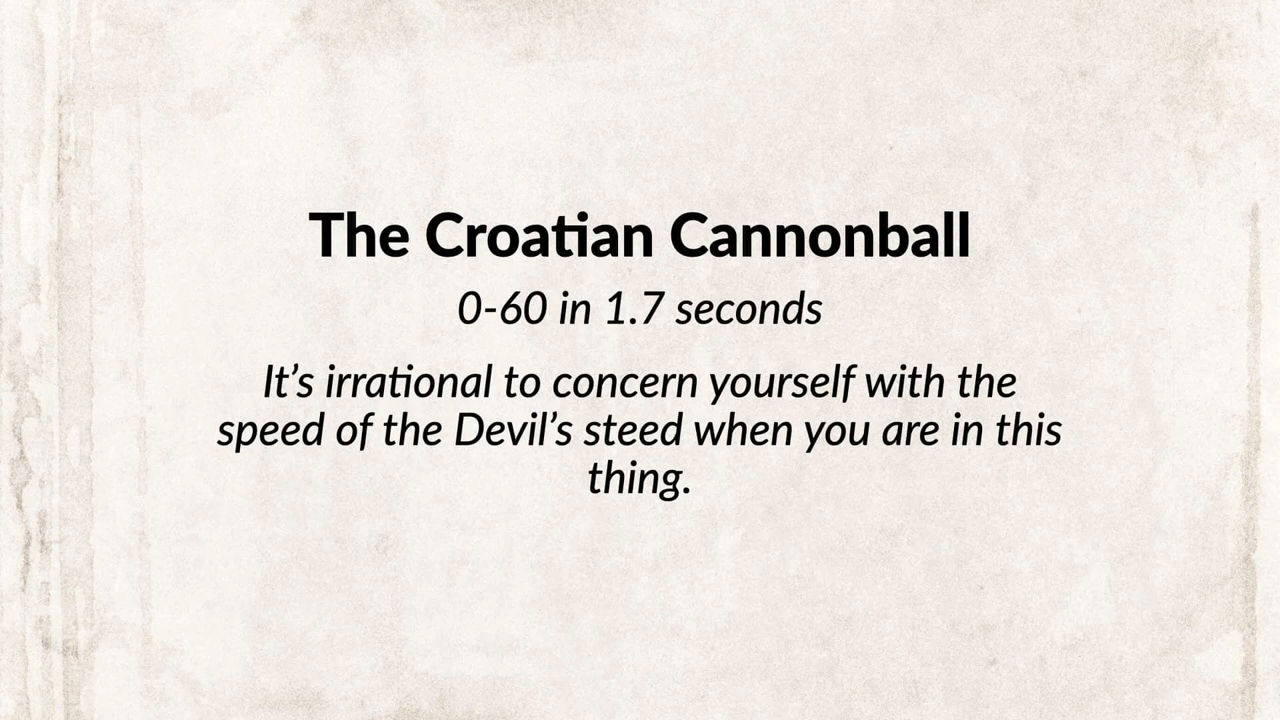 The Croatian Cannonball
0-60 in 1.7 seconds
It’s irrational to concern yourself with the
speed of the Devil’s steed when you are in this
thing.